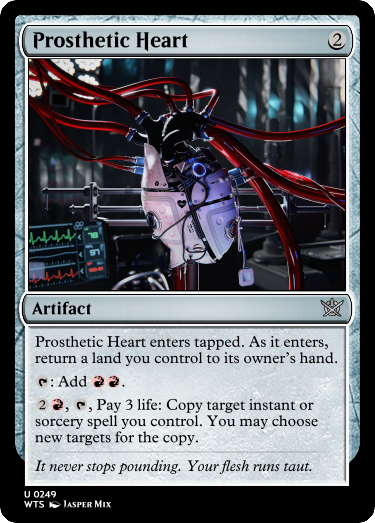 Prosthetic Heart 2
Artifact
Prosthetic Heart enters tapped. As it enters,
return a land you control to its owner's hand.
: Add
2 , , Pay 3 life: Copy target instant or
sorcery spell you control. You may choose
new targets for the copy.
It never stops pounding. Your flesh runs taut.
U 0249
WTS Jasper Mix